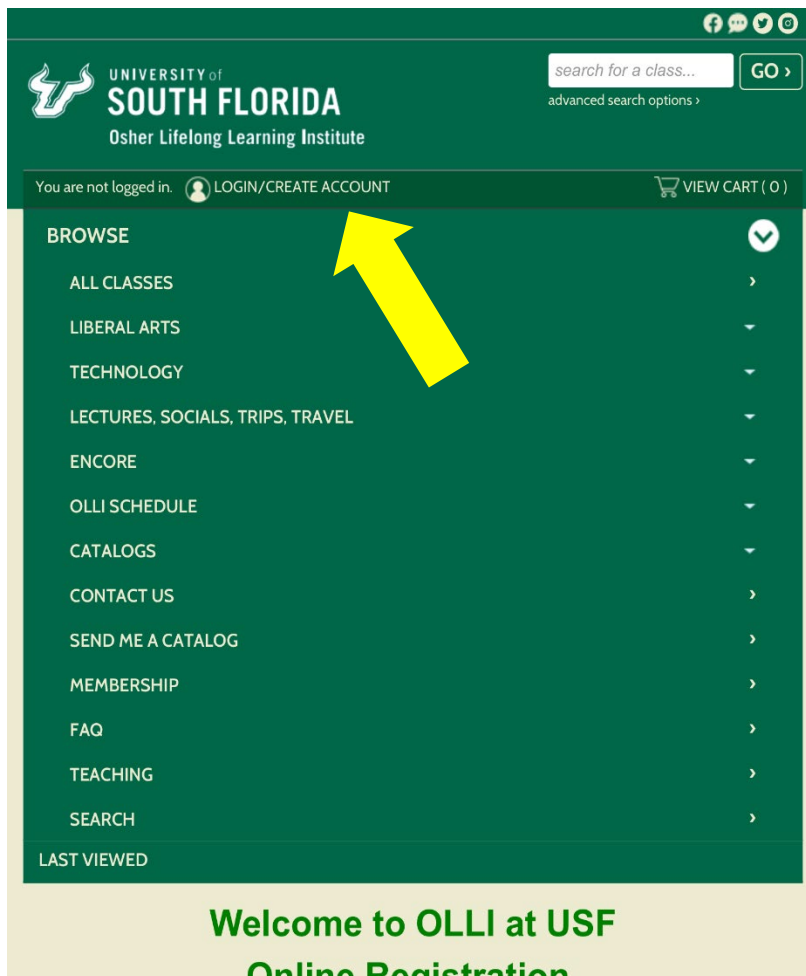 UNIVERSITY of
SOUTH FLORIDA
Osher Lifelong Learning Institute
search for a class...
GO ›
advanced search options ›
You are not logged in. LOGIN/CREATE ACCOUNT
VIEW CART ( 0 )
BROWSE
ALL CLASSES
LIBERAL ARTS
TECHNOLOGY
LECTURES, SOCIALS, TRIPS, TRAVEL
ENCORE
OLLI SCHEDULE
CATALOGS
CONTACT US
SEND ME A CATALOG
MEMBERSHIP
FAQ
TEACHING
SEARCH
LAST VIEWED
Welcome to OLLI at USF
Online Registration